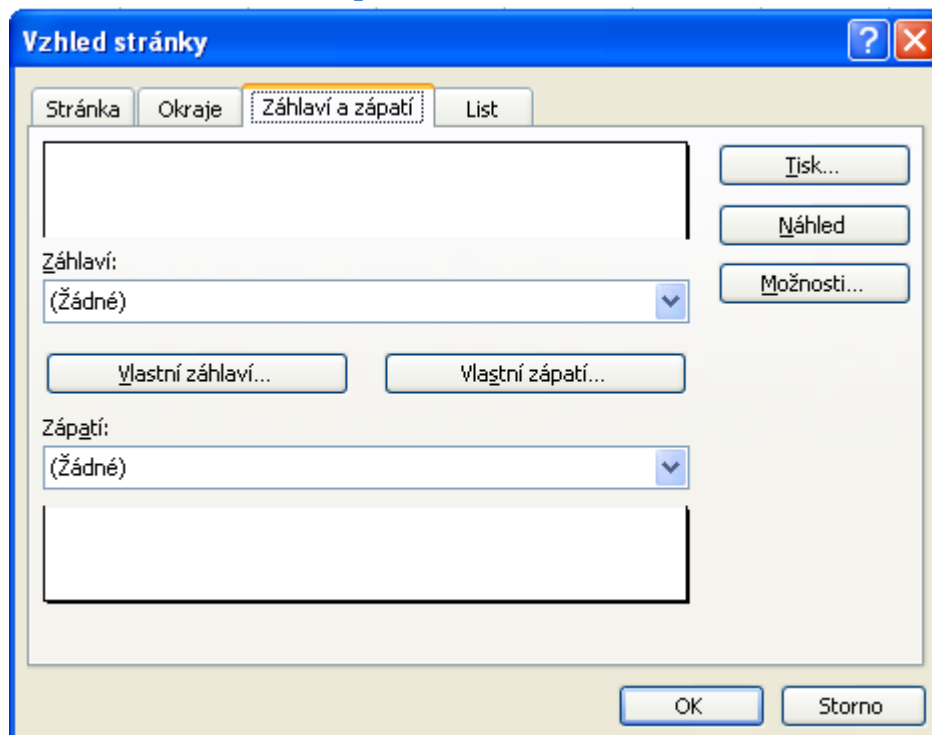 Vzhled stránky
Stránka Okraje Záhlaví a zápatí List
Tisk...
Náhled
Záhlaví:
Možnosti...
(Žádné)
Vlastní záhlaví... Vlastní zápatí...
Zápatí:
(Žádné)
OK Storno